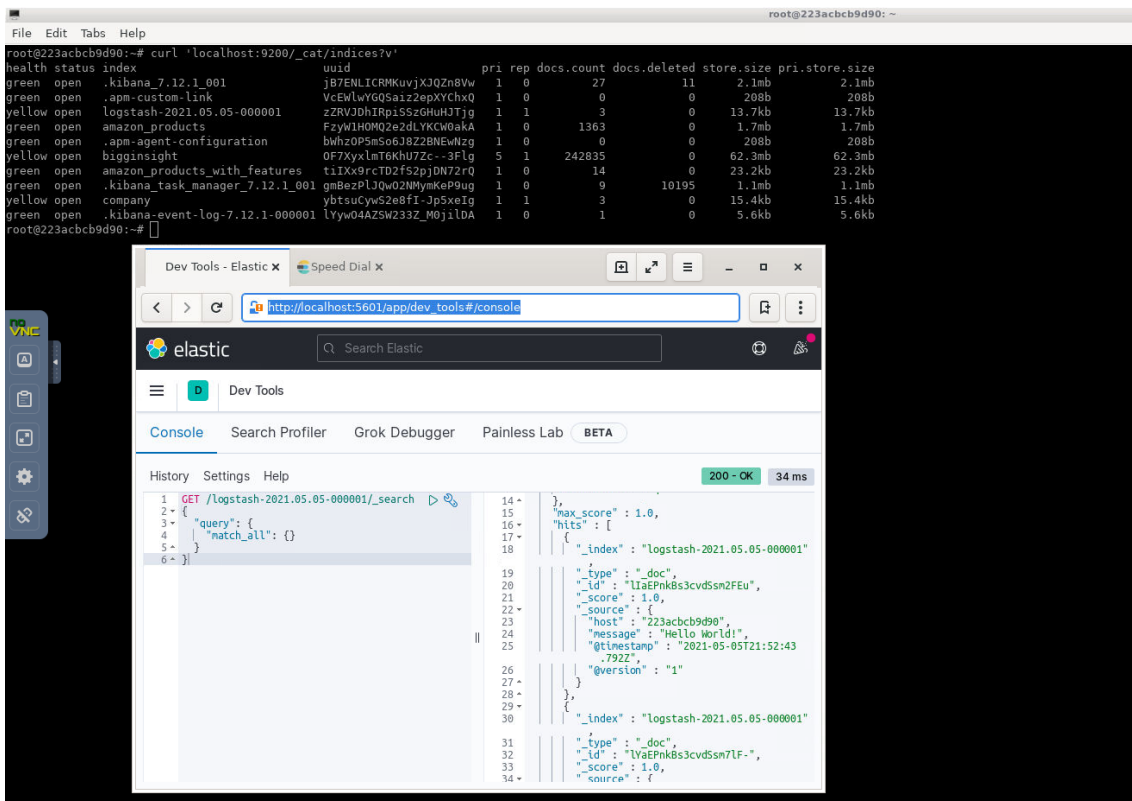 root@223acbcb9d90: ~
File Edit Tabs Help
root@223acbcb9d90:~# curl 'localhost:9200/_cat/indices?v'
health status index uuid pri rep docs.count docs.deleted store.size pri.store.size
green open .kibana_7.12.1_001 jB7ENLICRMKuvjXJQZn8Vw 1 0 27 11 2.1mb 2.1mb
green open .apm-custom-link VcEWlwYGQSaiz2epXYChxQ 1 0 0 0 208b 208b
yellow open logstash-2021.05.05-000001 zZRVJDhIRpiSSzGHuHJTjg 1 1 3 0 13.7kb 13.7kb
green open amazon_products FzyW1HOMQ2e2dLYKCW0akA 1 0 1363 0 1.7mb 1.7mb
green open .apm-agent-configuration bWhzOP5mSo6J8Z2BNEwNzg 1 0 0 0 208b 208b
yellow open bigginsight OF7XyxlmT6KhU7Zc--3Flg 5 1 242835 0 62.3mb 62.3mb
green open amazon_products_with_features tiIXx9rcTD2fS2pjDN72rQ 1 0 14 0 23.2kb 23.2kb
green open .kibana_task_manager_7.12.1_001 gmBezPlJQwO2NMymKeP9ug 1 0 9 10195 1.1mb 1.1mb
yellow open company ybtsuCywS2e8fI-Jp5xeIg 1 1 3 0 15.4kb 15.4kb
green open .kibana-event-log-7.12.1-000001 lYywO4AZSW233Z_M0jilDA 1 0 1 0 5.6kb 5.6kb
root@223acbcb9d90:~#
Dev Tools - Elastic Speed Dial
http://localhost:5601/app/dev_tools#/console
noVNC
A
elastic Search Elastic
D Dev Tools
Console Search Profiler Grok Debugger Painless Lab BETA
History Settings Help 200 - OK 34 ms
1 GET /logstash-2021.05.05-000001/_search
2 {
3 "query": {
4 "match_all": {}
5 }
6 }
14 },
15 "max_score" : 1.0,
16 "hits" : [
17 {
18 "_index" : "logstash-2021.05.05-000001"
,
19 "_type" : "_doc",
20 "_id" : "lIaEPnkBs3cvdSsm2FEu",
21 "_score" : 1.0,
22 "_source" : {
23 "host" : "223acbcb9d90",
24 "message" : "Hello World!",
25 "@timestamp" : "2021-05-05T21:52:43
.792Z",
26 "@version" : "1"
27 }
28 },
29 {
30 "_index" : "logstash-2021.05.05-000001"
,
31 "_type" : "_doc",
32 "_id" : "lYaEPnkBs3cvdSsm7lF-",
33 "_score" : 1.0,
34 "_source" : {